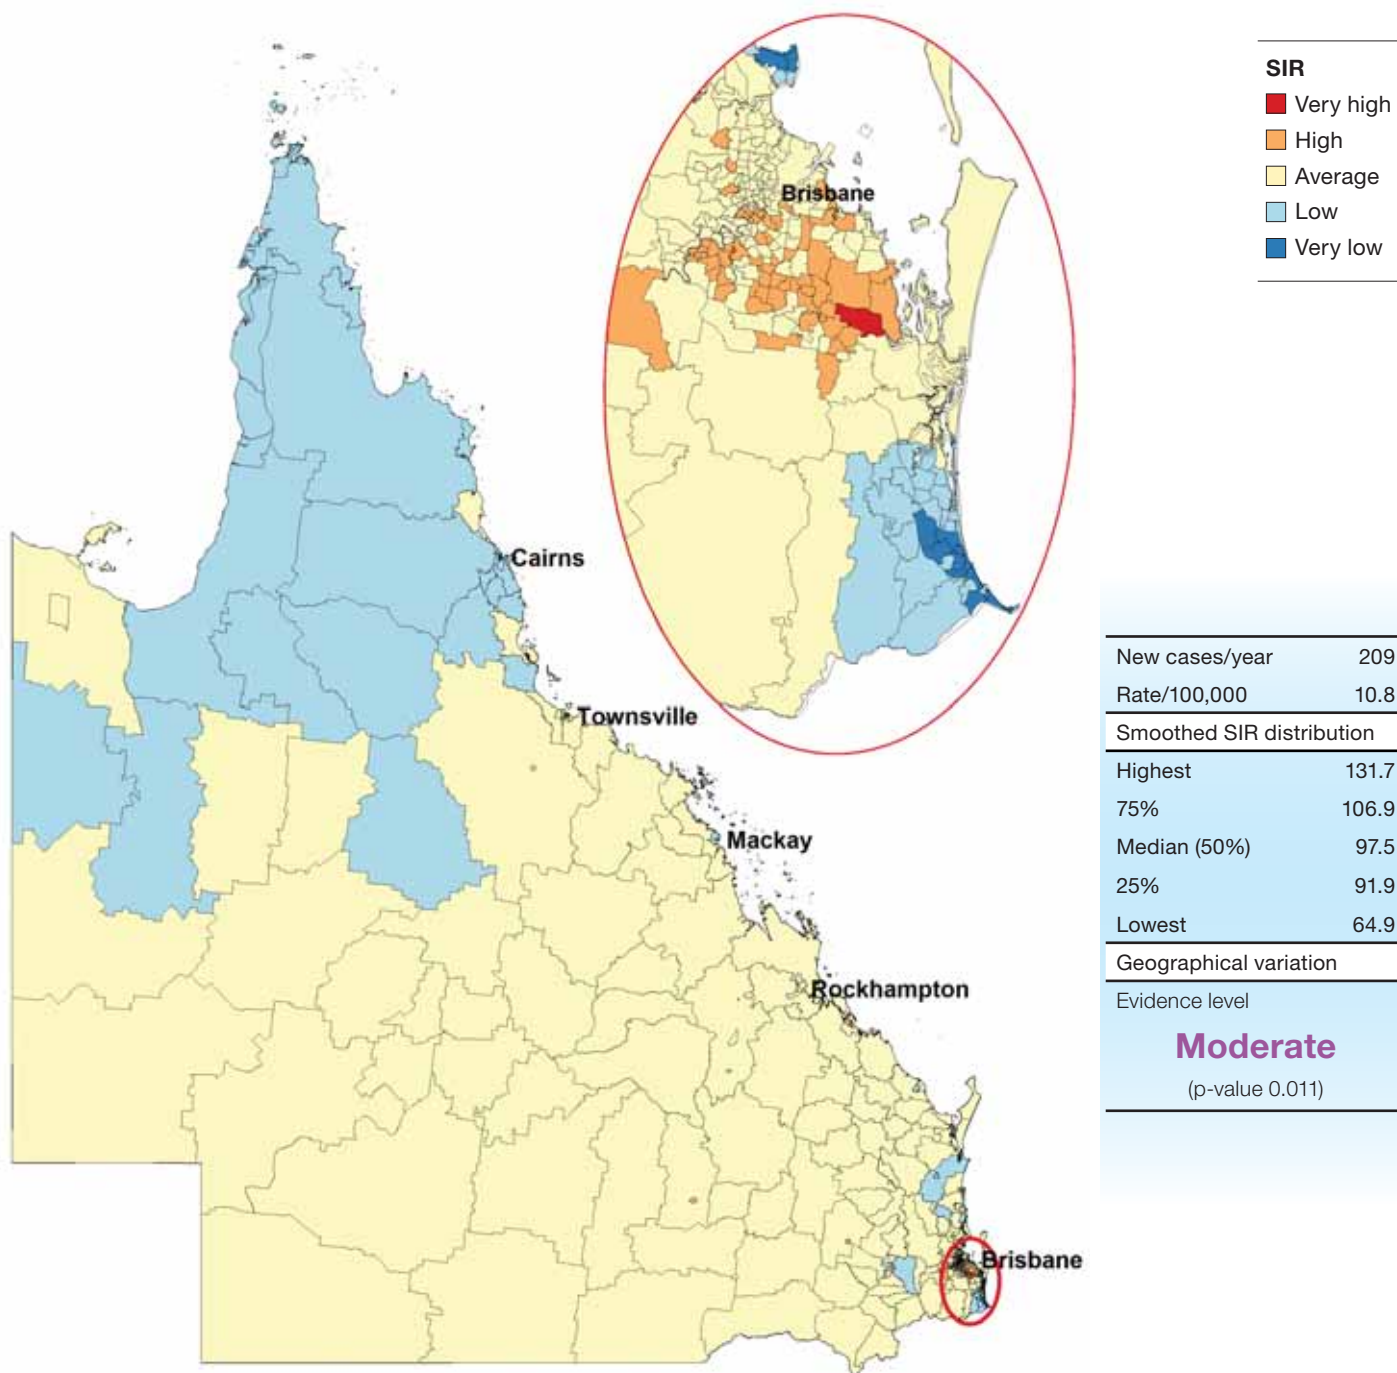 SIR
Very high
High
Average
Low
Very low
Brisbane
Cairns
Townsville
Mackay
Rockhampton
Brisbane
New cases/year 209
Rate/100,000 10.8
Smoothed SIR distribution
Highest 131.7
75% 106.9
Median (50%) 97.5
25% 91.9
Lowest 64.9
Geographical variation
Evidence level
Moderate
(p-value 0.011)